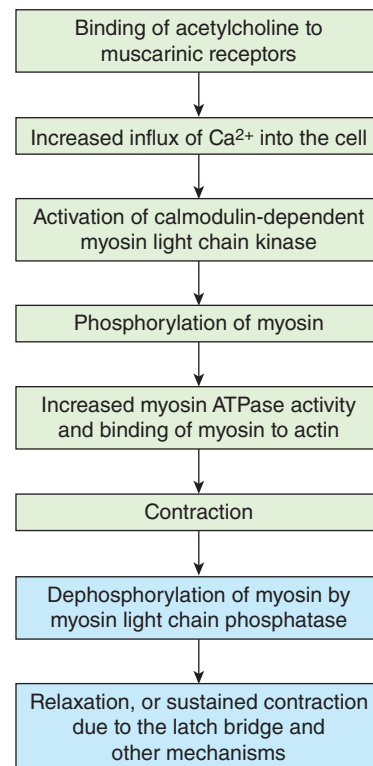 Binding of acetylcholine to
muscarinic receptors
Increased influx of Ca²⁺ into the cell
Activation of calmodulin-dependent
myosin light chain kinase
Phosphorylation of myosin
Increased myosin ATPase activity
and binding of myosin to actin
Contraction
Dephosphorylation of myosin by
myosin light chain phosphatase
Relaxation, or sustained contraction
due to the latch bridge and
other mechanisms